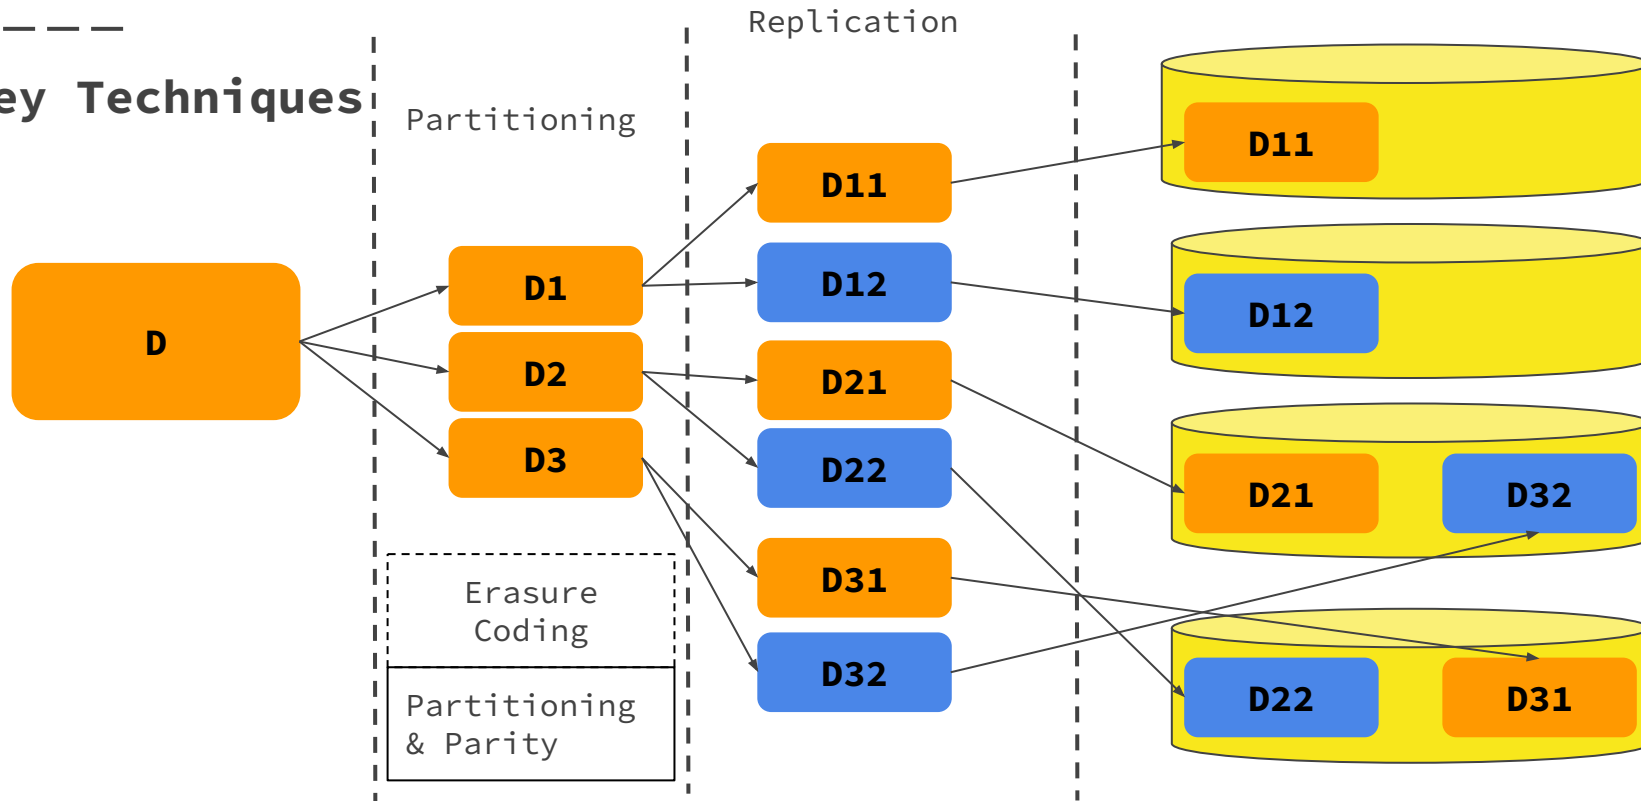 Replication
ey Techniques
Partitioning
D
D1
D2
D3
Erasure
Coding
Partitioning
& Parity
D11
D12
D21
D22
D31
D32
D11
D12
D21 D32
D22 D31